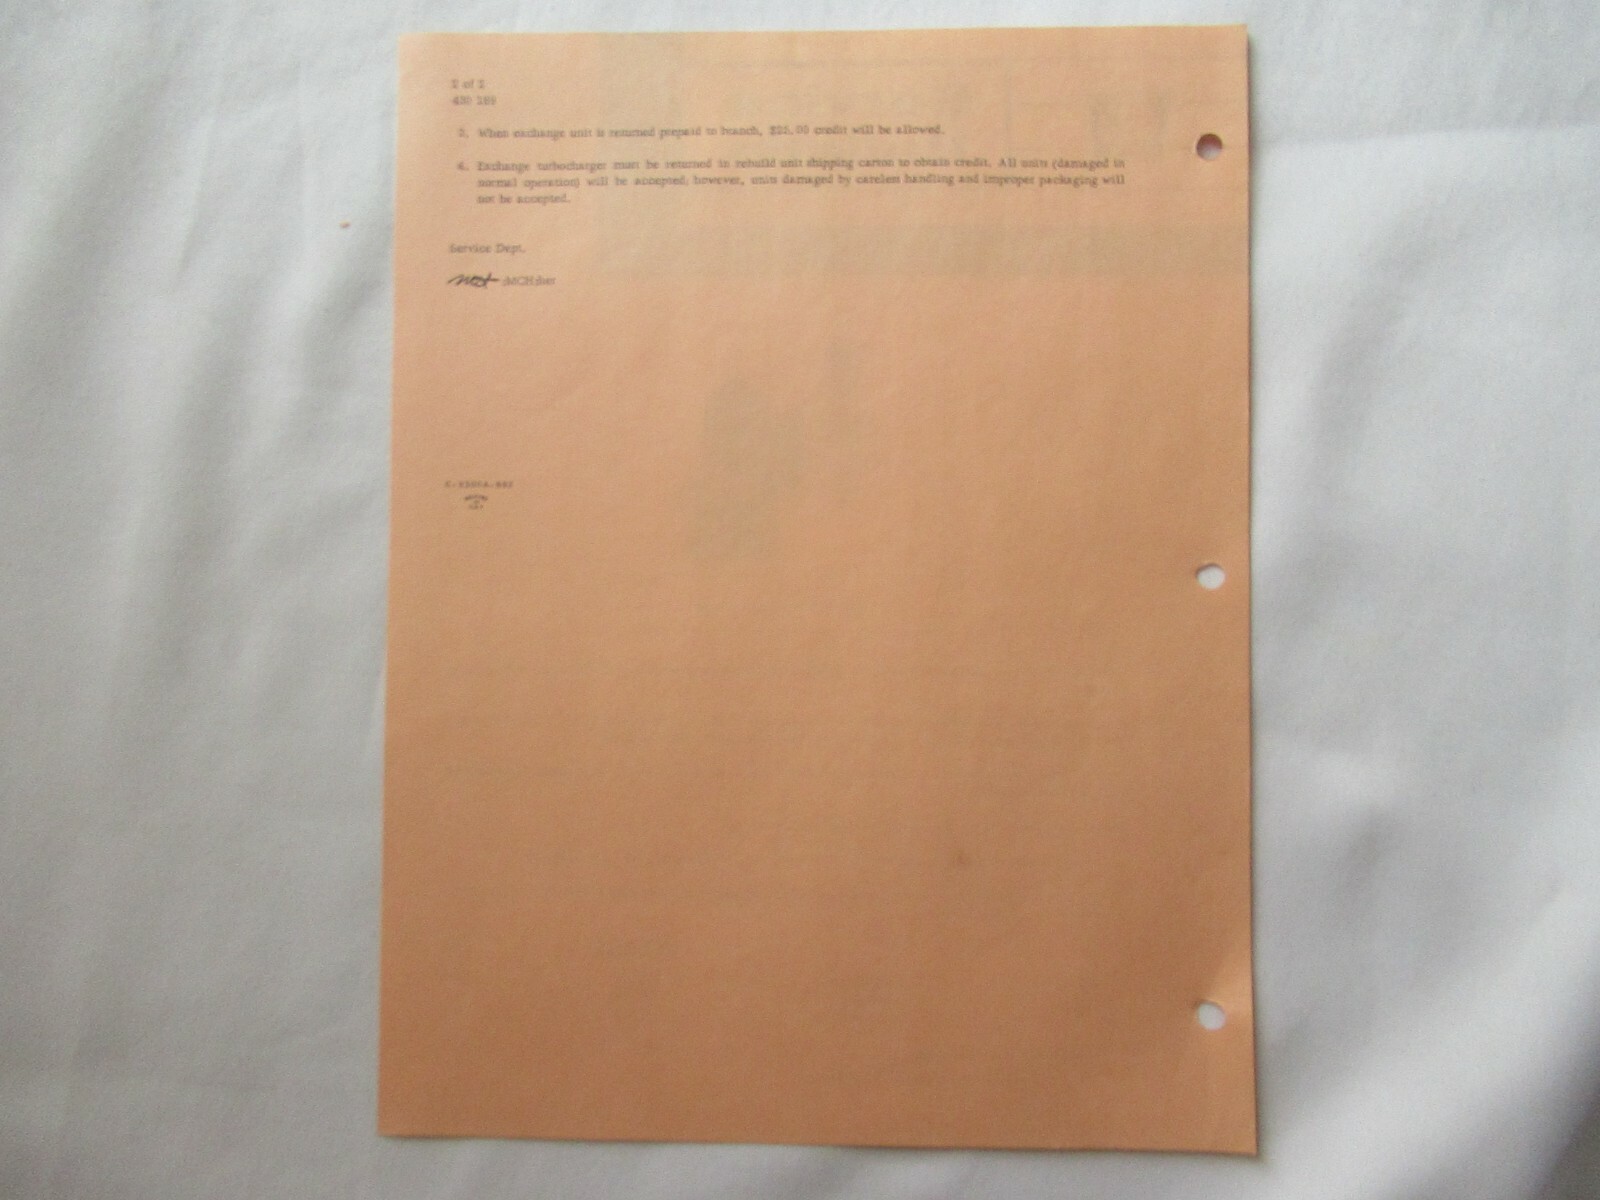 2 of 2
3. When exchange unit is returned prepaid to branch, $25.00 credit will be allowed.
4. Exchange turbocharger must be returned in rebuild unit shipping carton to obtain credit. All units (damaged in
normal operation) will be accepted; however, units damaged by careless handling and improper packaging will
not be accepted.
Service Dept.